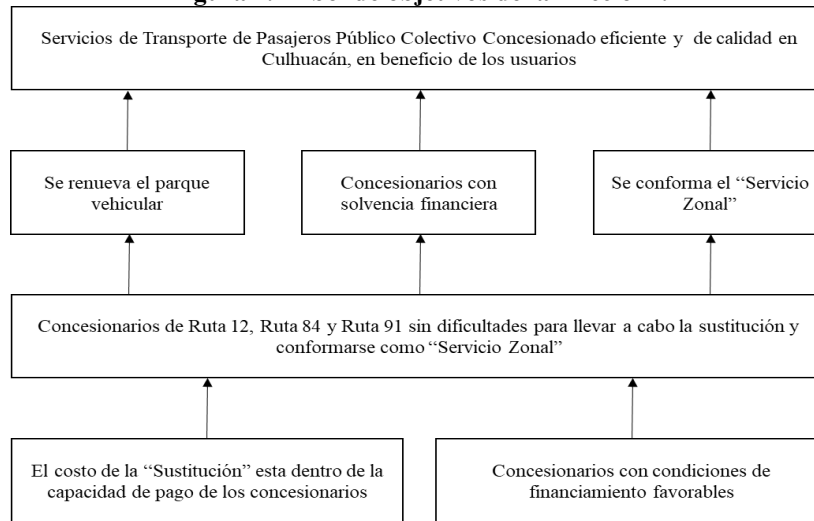 Servicios de Transporte de Pasajeros Público Colectivo Concesionado eficiente y de calidad en
Culhuacán, en beneficio de los usuarios
Se renueva el parque
vehicular
Concesionarios con
solvencia financiera
Se conforma el “Servicio
Zonal”
Concesionarios de Ruta 12, Ruta 84 y Ruta 91 sin dificultades para llevar a cabo la sustitución y
conformarse como “Servicio Zonal”
El costo de la “Sustitución” esta dentro de la
capacidad de pago de los concesionarios
Concesionarios con condiciones de
financiamiento favorables